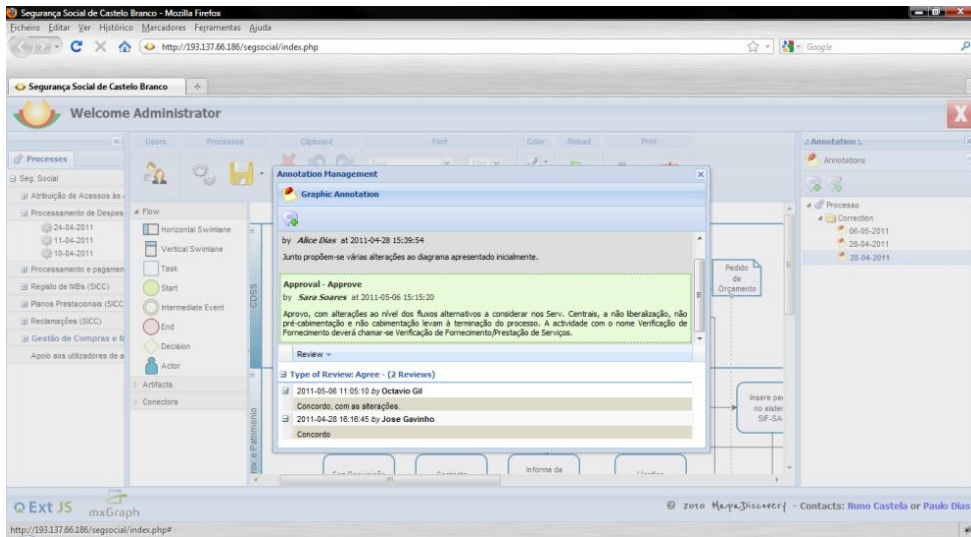 Segurança Social de Castelo Branco - Mozilla Firefox
Ficheiro Editar Ver Histórico Marcadores Ferramentas Ajuda
http://193.137.66.186/segsocial/index.php
Google
Segurança Social de Castelo Branco
Welcome Administrator
Users Processes Clipboard Font Color Reload Print
Processes
Seg. Social
Atribuição de Acessos às
Processamento de Despes
24-04-2011
11-04-2011
10-04-2011
Processamento e pagamen
Registo de NIBs (SICC)
Planos Prestacionais (SICC
Reclamações (SICC)
Gestão de Compras e
Apoio aos utilizadores de a
Flow
Horizontal Swimlane
Vertical Swimlane
Task
Start
Intermediate Event
End
Decision
Actor
Artifacts
Conectors
GDSS
e Património
Annotation Management
Graphic Annotation
by Alice Dias at 2011-04-28 15:39:54
Junto propõem-se várias alterações ao diagrama apresentado inicialmente.
Approval - Approve
by Sara Soares at 2011-05-06 15:15:20
Aprovo, com alterações ao nível dos fluxos alternativos a considerar nos Serv. Centrais, a não liberalização, não
pré-cabimentação e não cabimentação levam à terminação do processo. A actividade com o nome Verificação de
Fornecimento deverá chamar-se Verificação de Fornecimento/Prestação de Serviços.
Review
Type of Review: Agree - (2 Reviews)
2011-05-06 11:05:10 by Octavio Gil
Concordo, com as alterações.
2011-04-28 16:16:45 by Jose Gavinho
Concordo
Pedido
de
Orçamento
Insere pe
no sister
SIF-SA
Informa da
.: Annotation :.
Annotations
Processo
Correction
06-05-2011
28-04-2011
28-04-2011
Ext JS mxGraph
© 2010 MapaDiscovery - Contacts: Nuno Castela or Paulo Dias
http://193.137.66.186/segsocial/index.php#